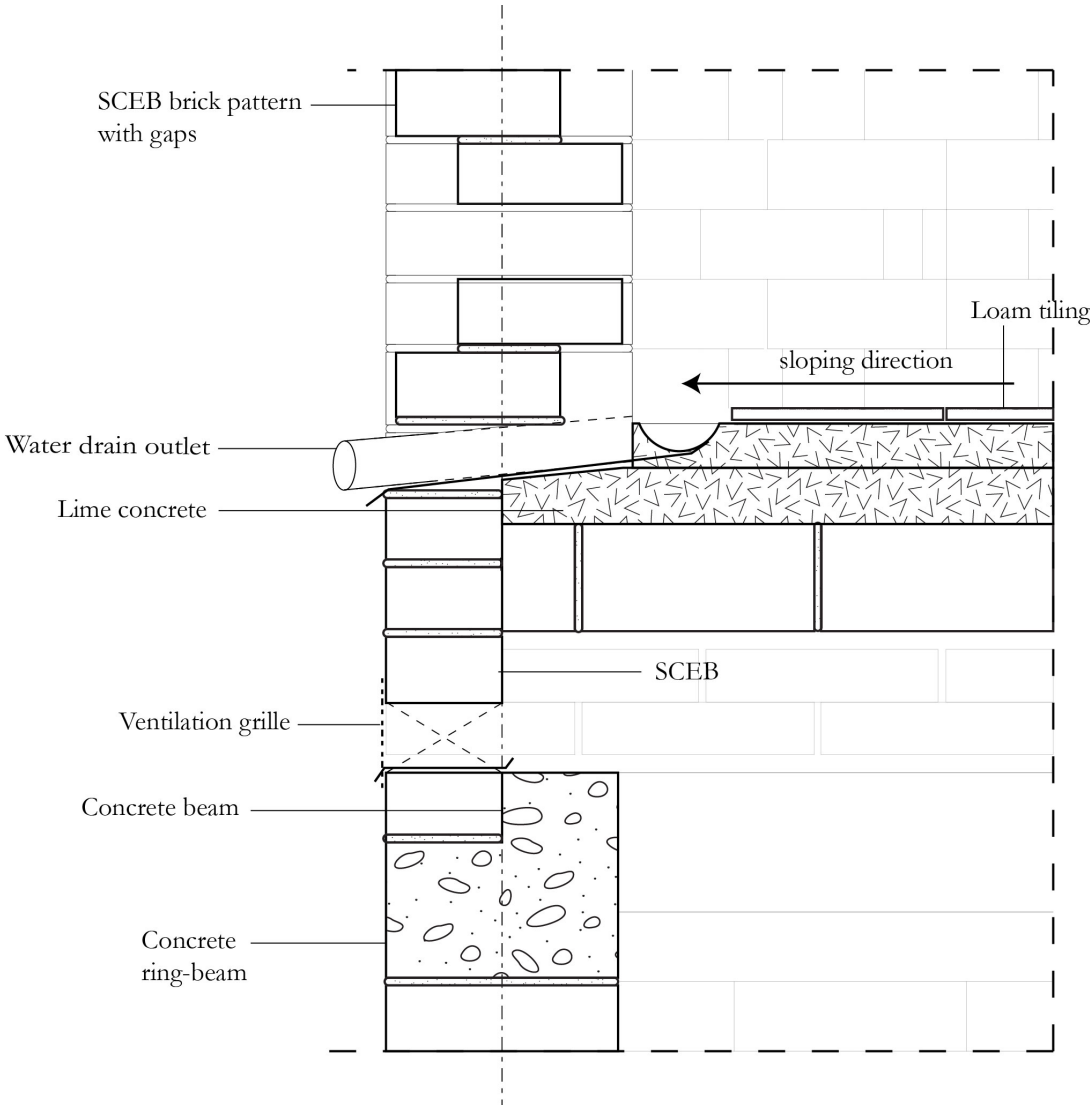 SCEB brick pattern
with gaps
Loam tiling
sloping direction
Water drain outlet
Lime concrete
SCEB
Ventilation grille
Concrete beam
Concrete
ring-beam